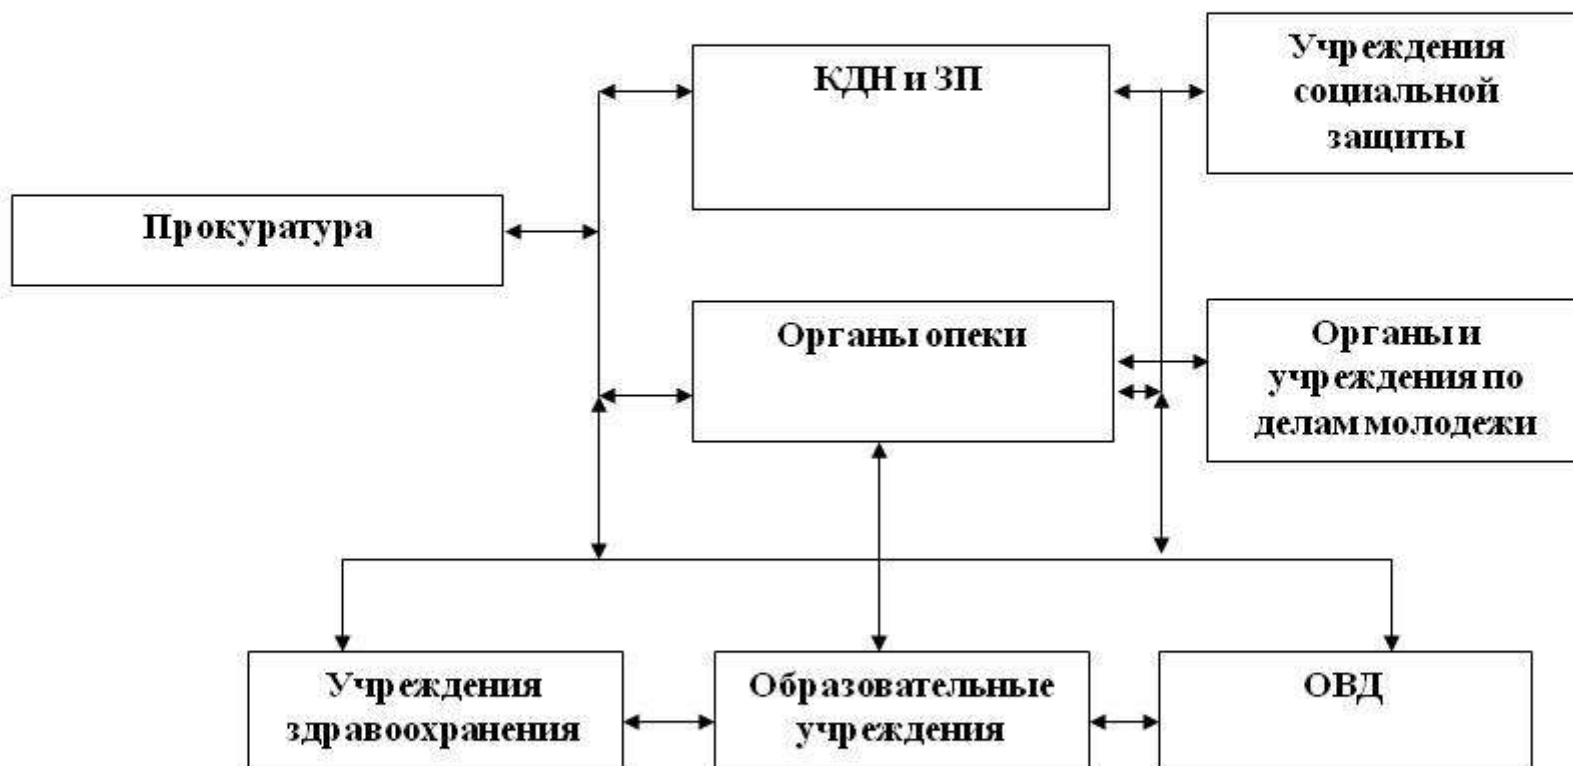 КДН и ЗП
Учреждения
социальной
защиты
Прокуратура
Органы опеки
Органы и
учреждения по
делам молодежи
Учреждения
здравоохранения
Образовательные
учреждения
ОВД